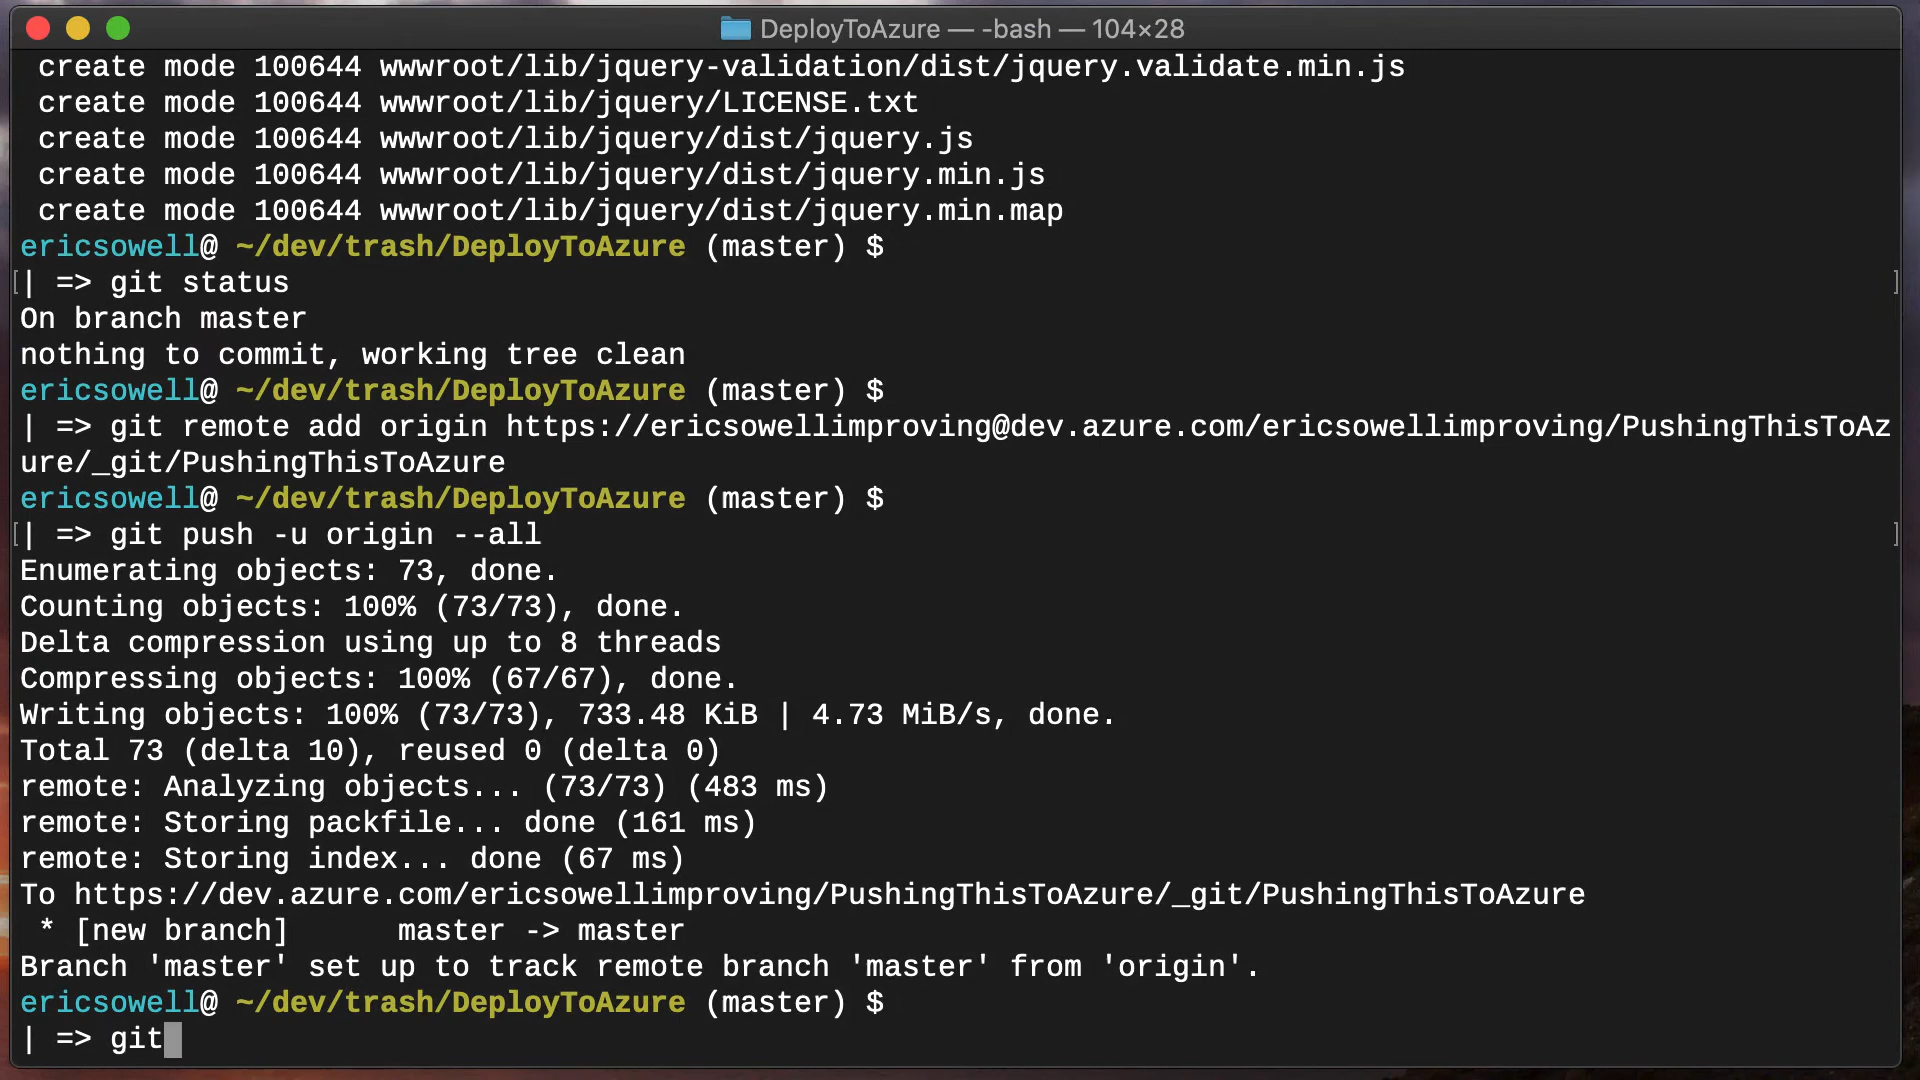 DeployToAzure — -bash — 104×28
create mode 100644 wwwroot/lib/jquery-validation/dist/jquery.validate.min.js
create mode 100644 wwwroot/lib/jquery/LICENSE.txt
create mode 100644 wwwroot/lib/jquery/dist/jquery.js
create mode 100644 wwwroot/lib/jquery/dist/jquery.min.js
create mode 100644 wwwroot/lib/jquery/dist/jquery.min.map
ericsowell@ ~/dev/trash/DeployToAzure (master) $
[| => git status ]
On branch master
nothing to commit, working tree clean
ericsowell@ ~/dev/trash/DeployToAzure (master) $
| => git remote add origin https://ericsowellimproving@dev.azure.com/ericsowellimproving/PushingThisToAz
ure/_git/PushingThisToAzure
ericsowell@ ~/dev/trash/DeployToAzure (master) $
[| => git push -u origin --all ]
Enumerating objects: 73, done.
Counting objects: 100% (73/73), done.
Delta compression using up to 8 threads
Compressing objects: 100% (67/67), done.
Writing objects: 100% (73/73), 733.48 KiB | 4.73 MiB/s, done.
Total 73 (delta 10), reused 0 (delta 0)
remote: Analyzing objects... (73/73) (483 ms)
remote: Storing packfile... done (161 ms)
remote: Storing index... done (67 ms)
To https://dev.azure.com/ericsowellimproving/PushingThisToAzure/_git/PushingThisToAzure
 * [new branch]      master -> master
Branch 'master' set up to track remote branch 'master' from 'origin'.
ericsowell@ ~/dev/trash/DeployToAzure (master) $
| => git